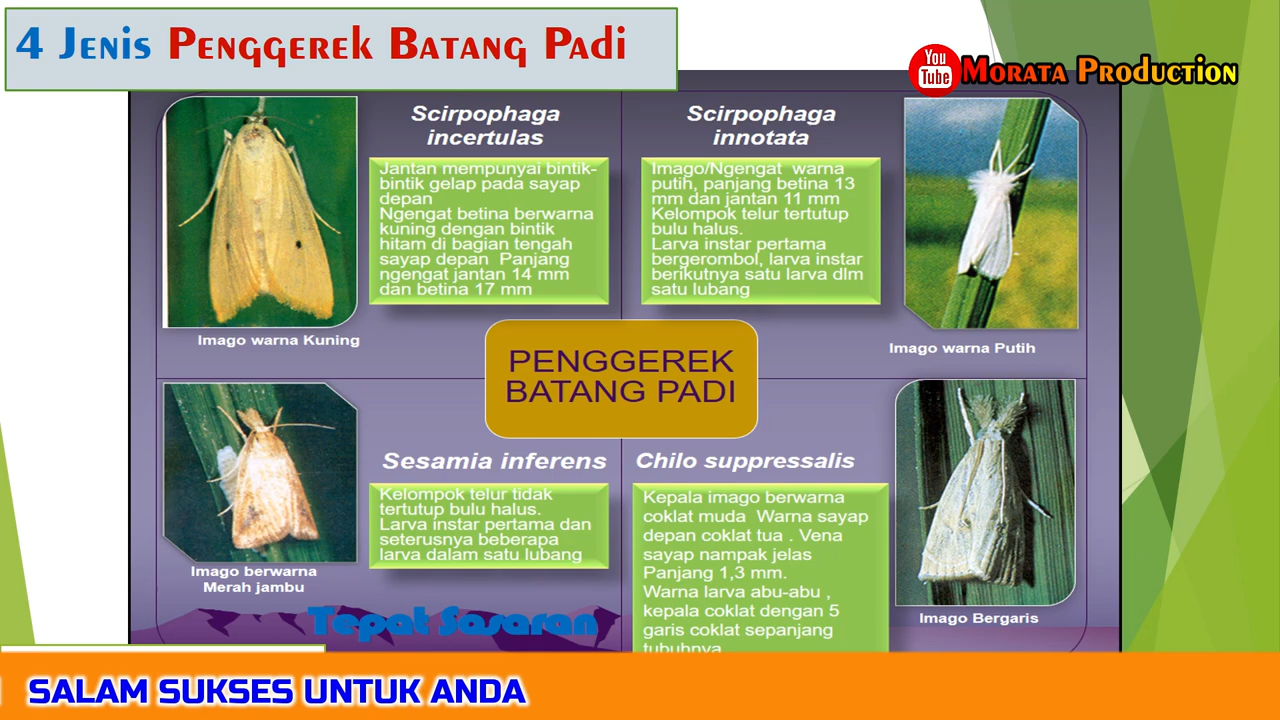 4 Jenis Penggerek Batang Padi
You
Tube
Morata Production
Scirpophaga
incertulas
Jantan mempunyai bintik-
bintik gelap pada sayap
depan
Ngengat betina berwarna
kuning dengan bintik
hitam di bagian tengah
sayap depan Panjang
ngengat jantan 14 mm
dan betina 17 mm
Imago warna Kuning
Scirpophaga
innotata
Imago/Ngengat warna
putih, panjang betina 13
mm dan jantan 11 mm
Kelompok telur tertutup
bulu halus.
Larva instar pertama
bergerombol, larva instar
berikutnya satu larva dlm
satu lubang
Imago warna Putih
PENGGEREK
BATANG PADI
Sesamia inferens
Kelompok telur tidak
tertutup bulu halus.
Larva instar pertama dan
seterusnya beberapa
larva dalam satu lubang
Imago berwarna
Merah jambu
Chilo suppressalis
Kepala imago berwarna
coklat muda Warna sayap
depan coklat tua . Vena
sayap nampak jelas
Panjang 1,3 mm.
Warna larva abu-abu ,
kepala coklat dengan 5
garis coklat sepanjang
tubuhnya
Imago Bergaris
Tepat Sasaran
SALAM SUKSES UNTUK ANDA